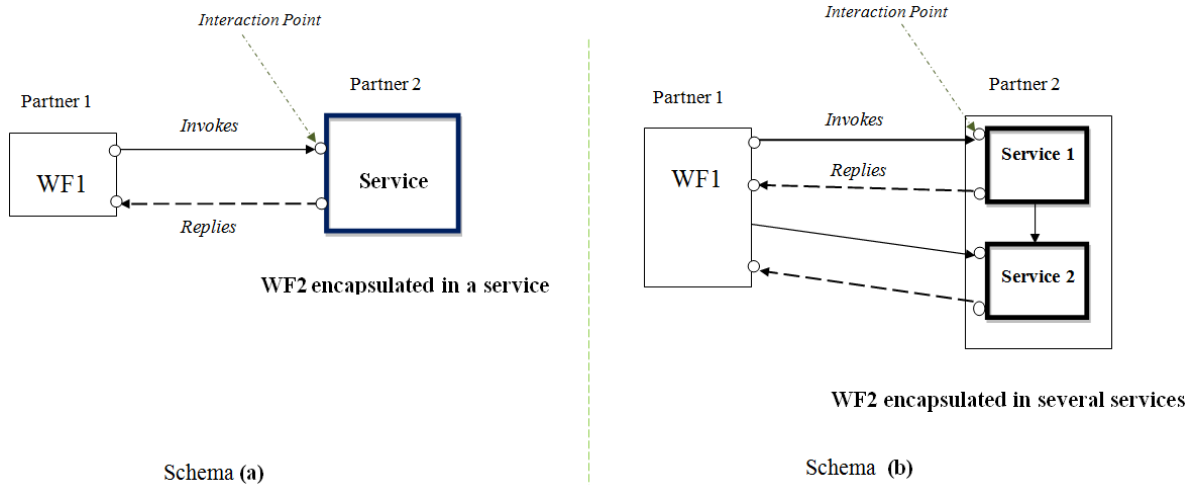 Interaction Point
Partner 1
Partner 2
Invokes
WF1
Service
Replies
WF2 encapsulated in a service
Schema (a)
Interaction Point
Partner 1
Partner 2
Invokes
Service 1
Replies
WF1
Service 2
WF2 encapsulated in several services
Schema (b)